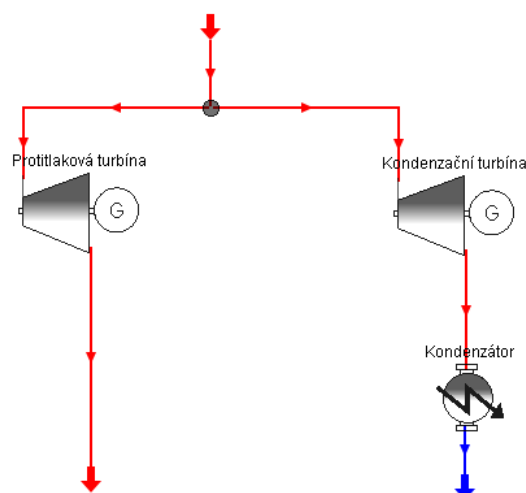 Protitlaková turbína
Kondenzační turbína
G
G
Kondenzátor